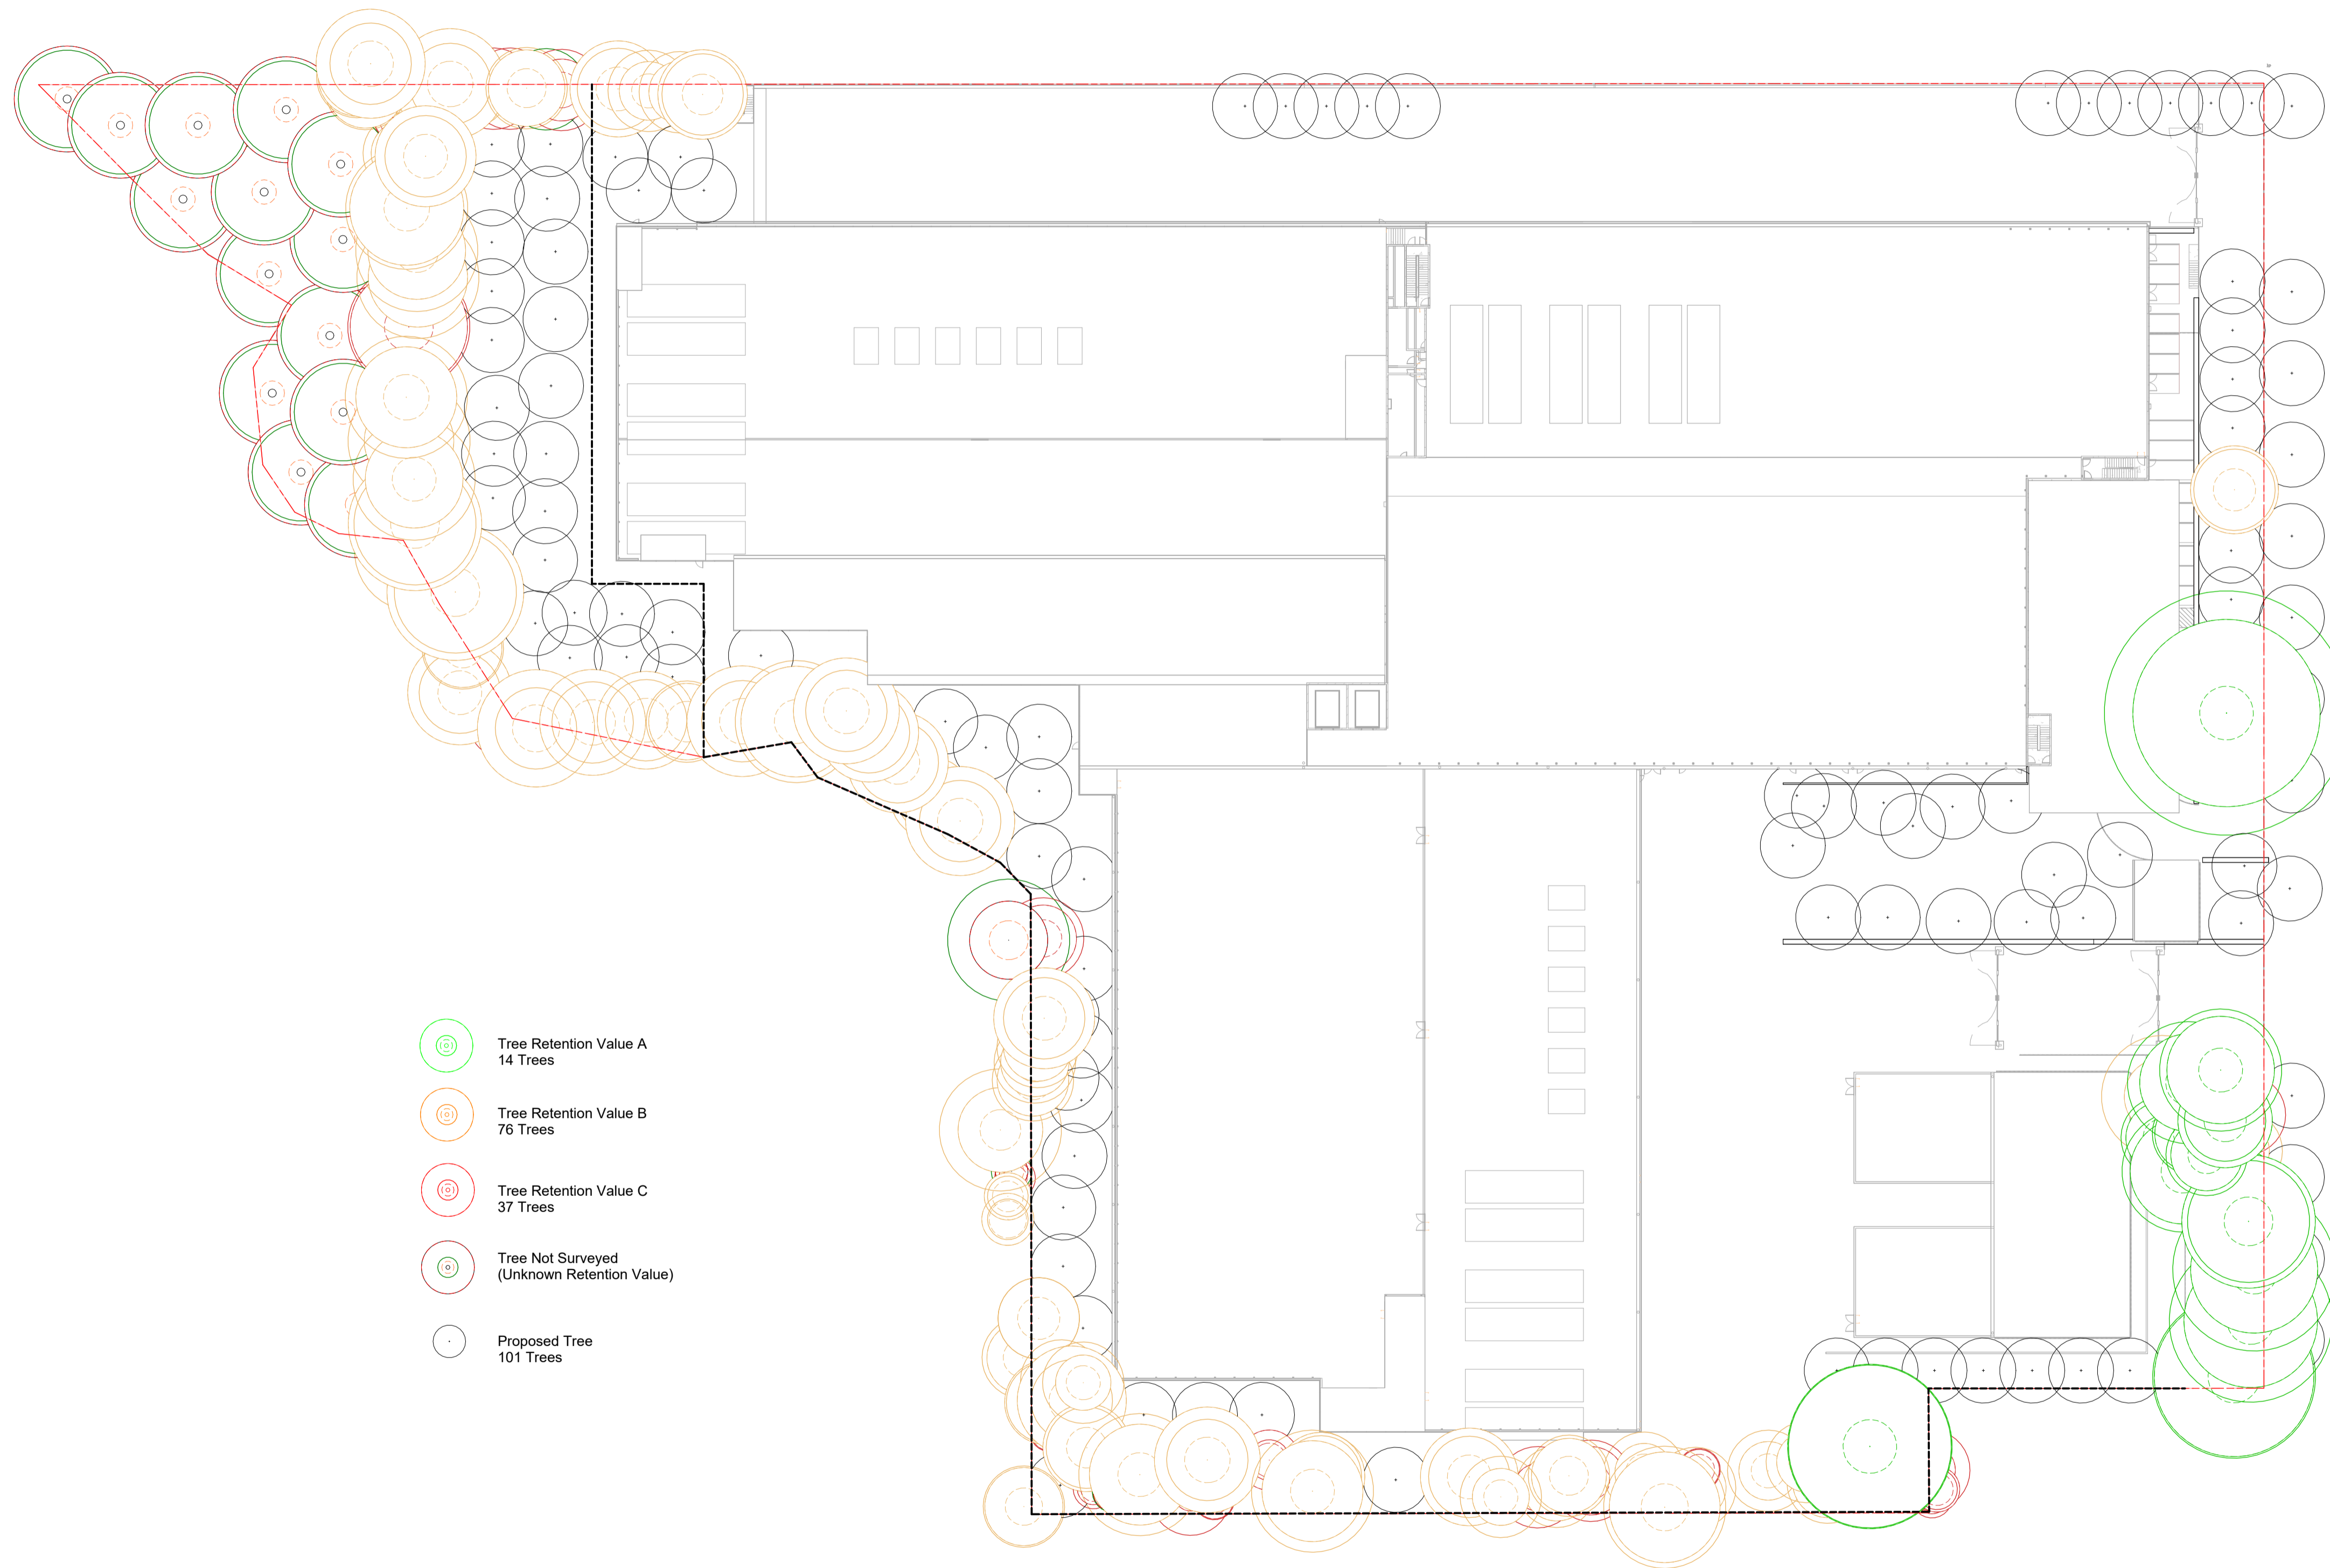 Tree Retention Value A
14 Trees
Tree Retention Value B
76 Trees
Tree Retention Value C
37 Trees
Tree Not Surveyed
(Unknown Retention Value)
Proposed Tree
101 Trees